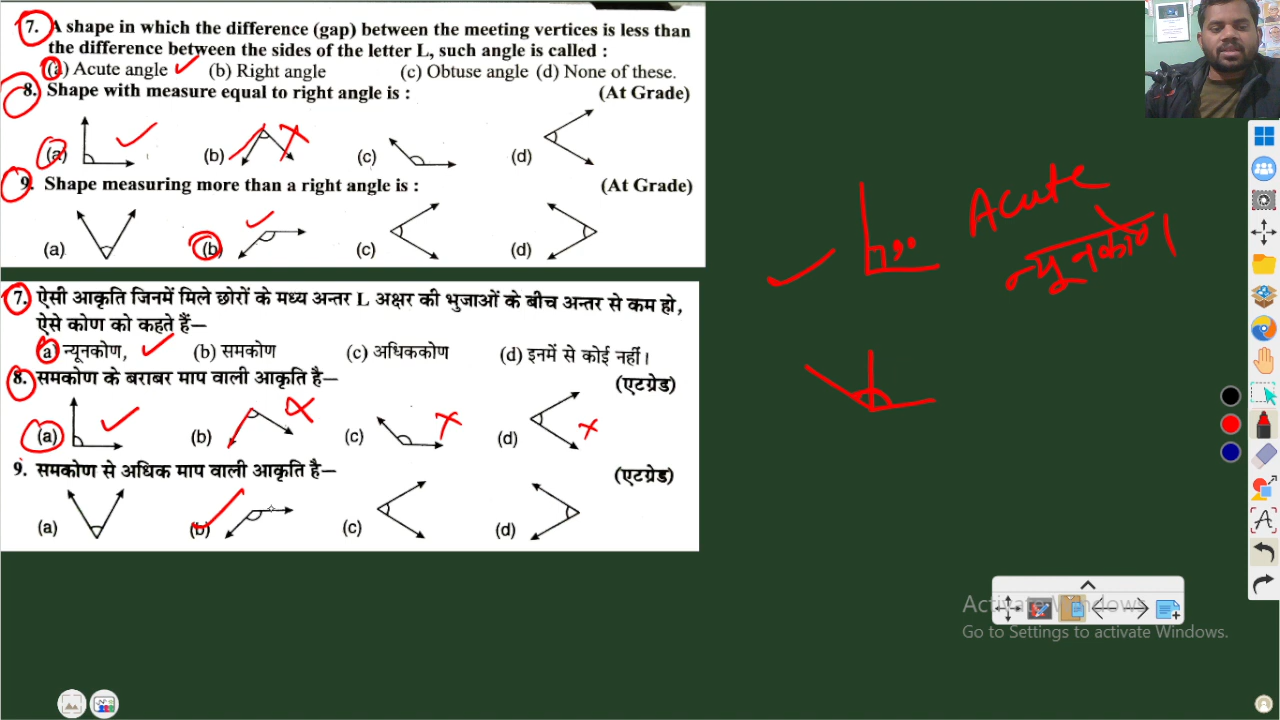 7. A shape in which the difference (gap) between the meeting vertices is less than
the difference between the sides of the letter L, such angle is called :
(a) Acute angle (b) Right angle (c) Obtuse angle (d) None of these.
8. Shape with measure equal to right angle is : (At Grade)
(a) (b) (c) (d)
9. Shape measuring more than a right angle is : (At Grade)
(a) (b) (c) (d)
7. ऐसी आकृति जिनमें मिले छोरों के मध्य अन्तर L अक्षर की भुजाओं के बीच अन्तर से कम हो,
ऐसे कोण को कहते हैं—
(a) न्यूनकोण, (b) समकोण (c) अधिककोण (d) इनमें से कोई नहीं।
8. समकोण के बराबर माप वाली आकृति है— (एटग्रेड)
(a) (b) (c) (d)
9. समकोण से अधिक माप वाली आकृति है— (एटग्रेड)
(a) (b) (c) (d)
Acute
न्यूनकोण।
90
Activate Windows
Go to Settings to activate Windows.